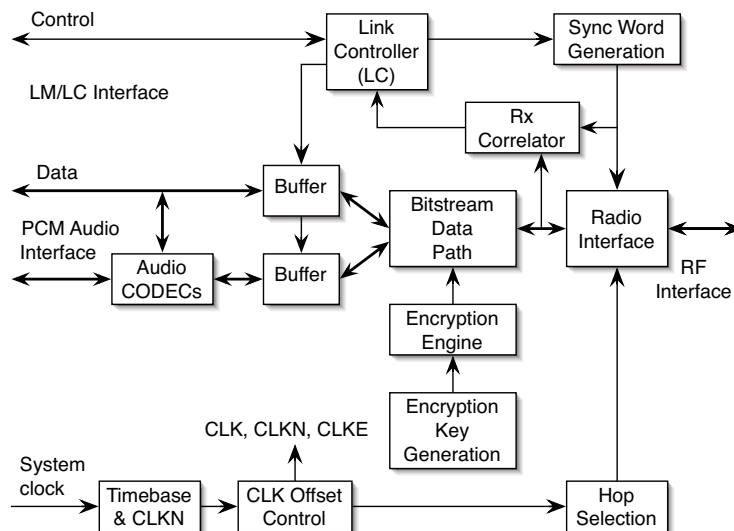 Control
Link
Controller
(LC)
Sync Word
Generation
LM/LC Interface
Rx
Correlator
Data
Buffer
Bitstream
Data
Path
Radio
Interface
PCM Audio
Interface
Audio
CODECs
Buffer
RF
Interface
Encryption
Engine
Encryption
Key
Generation
CLK, CLKN, CLKE
System
clock
Timebase
& CLKN
CLK Offset
Control
Hop
Selection